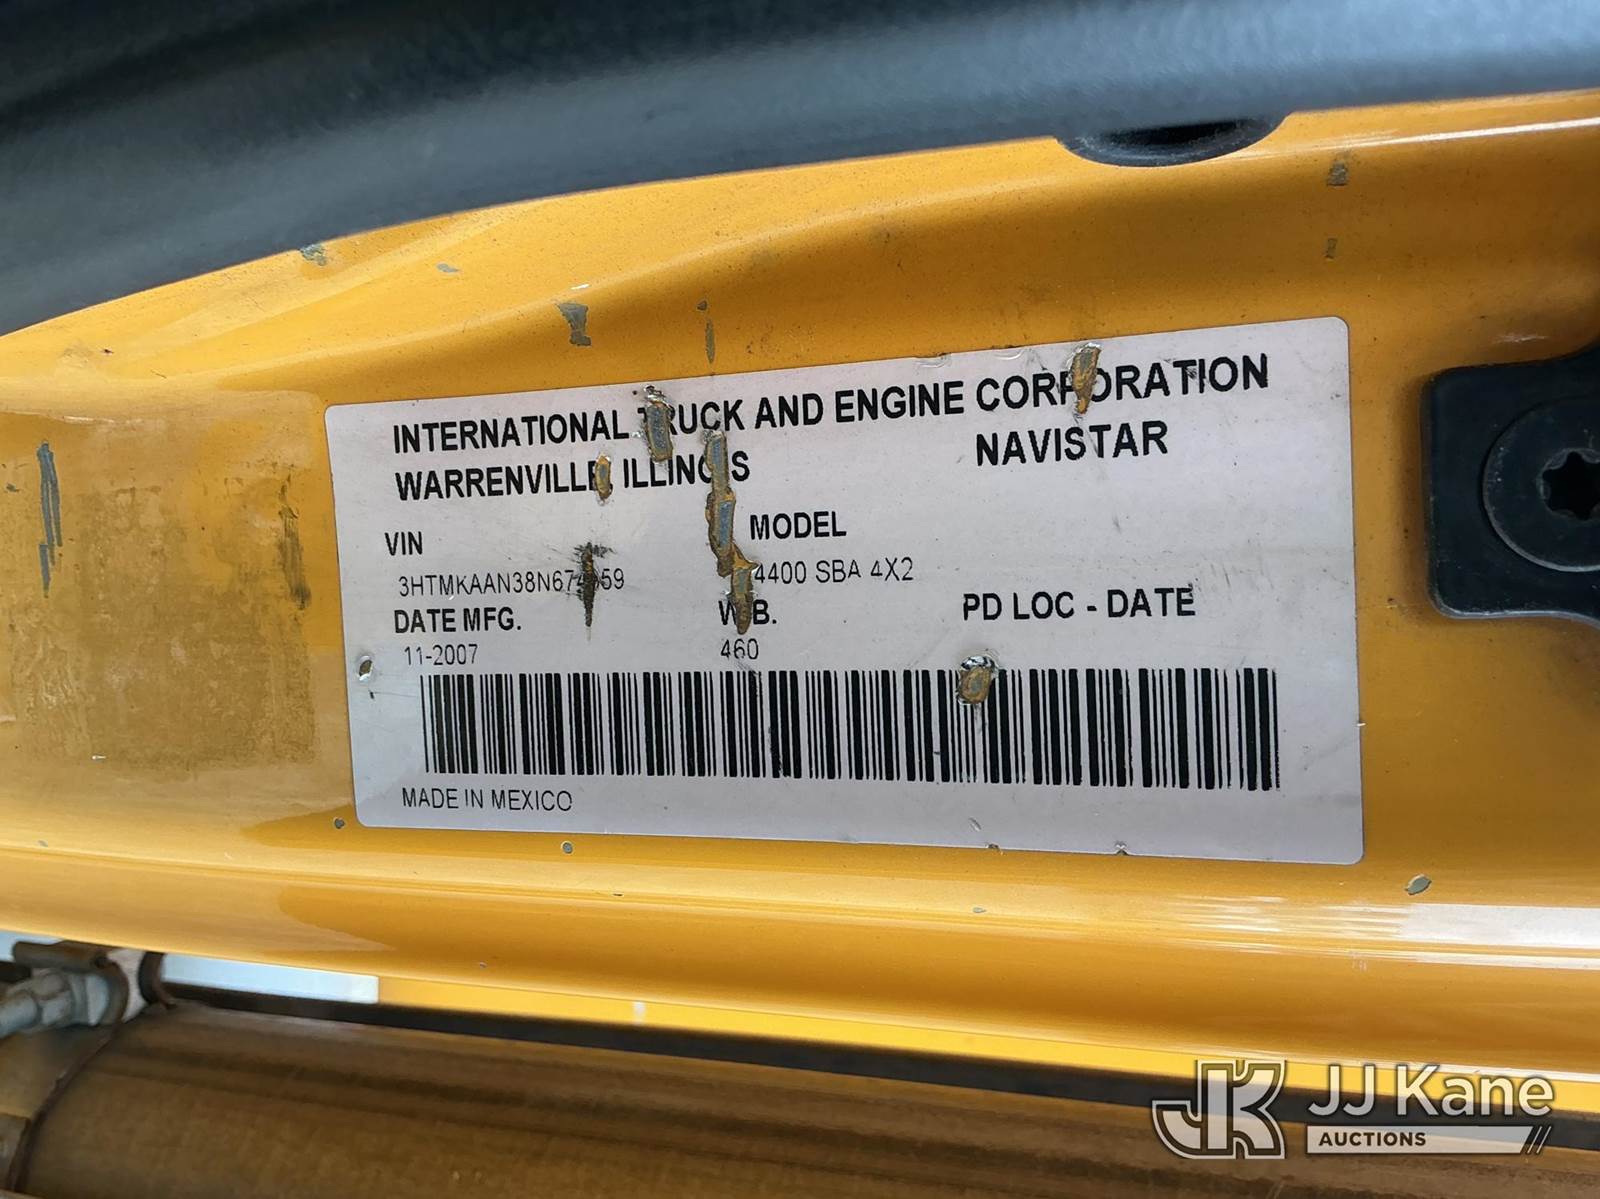 INTERNATIONAL TRUCK AND ENGINE CORPORATION
WARRENVILLE, ILLINOIS NAVISTAR
VIN MODEL
4400 SBA 4X2
DATE MFG. W.B. PD LOC - DATE
11-2007 460
MADE IN MEXICO
JK JJ Kane
AUCTIONS